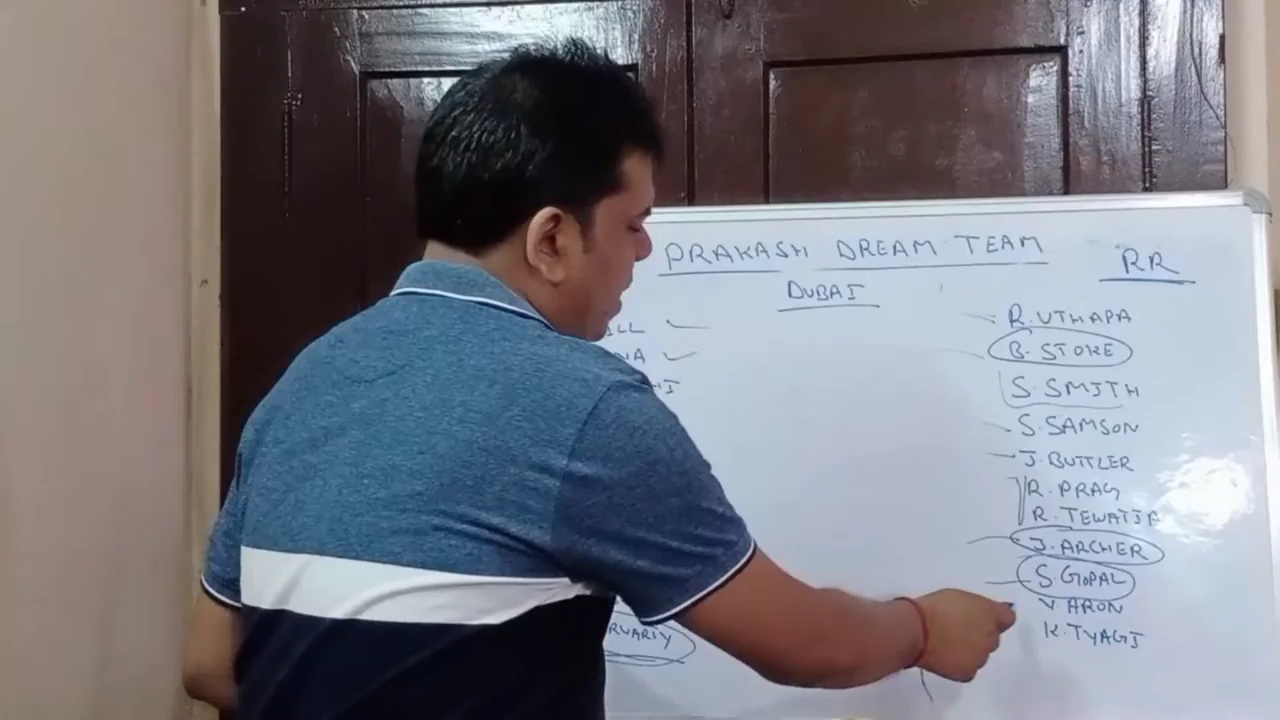 PRAKASH DREAM TEAM
DUBAI
RR
R. UTHAPA
B. STOKE
S. SMITH
S. SAMSON
J. BUTTLER
R. PRAG
R. TEWATIA
J. ARCHER
S. GOPAL
V. ARON
K. TYAGI